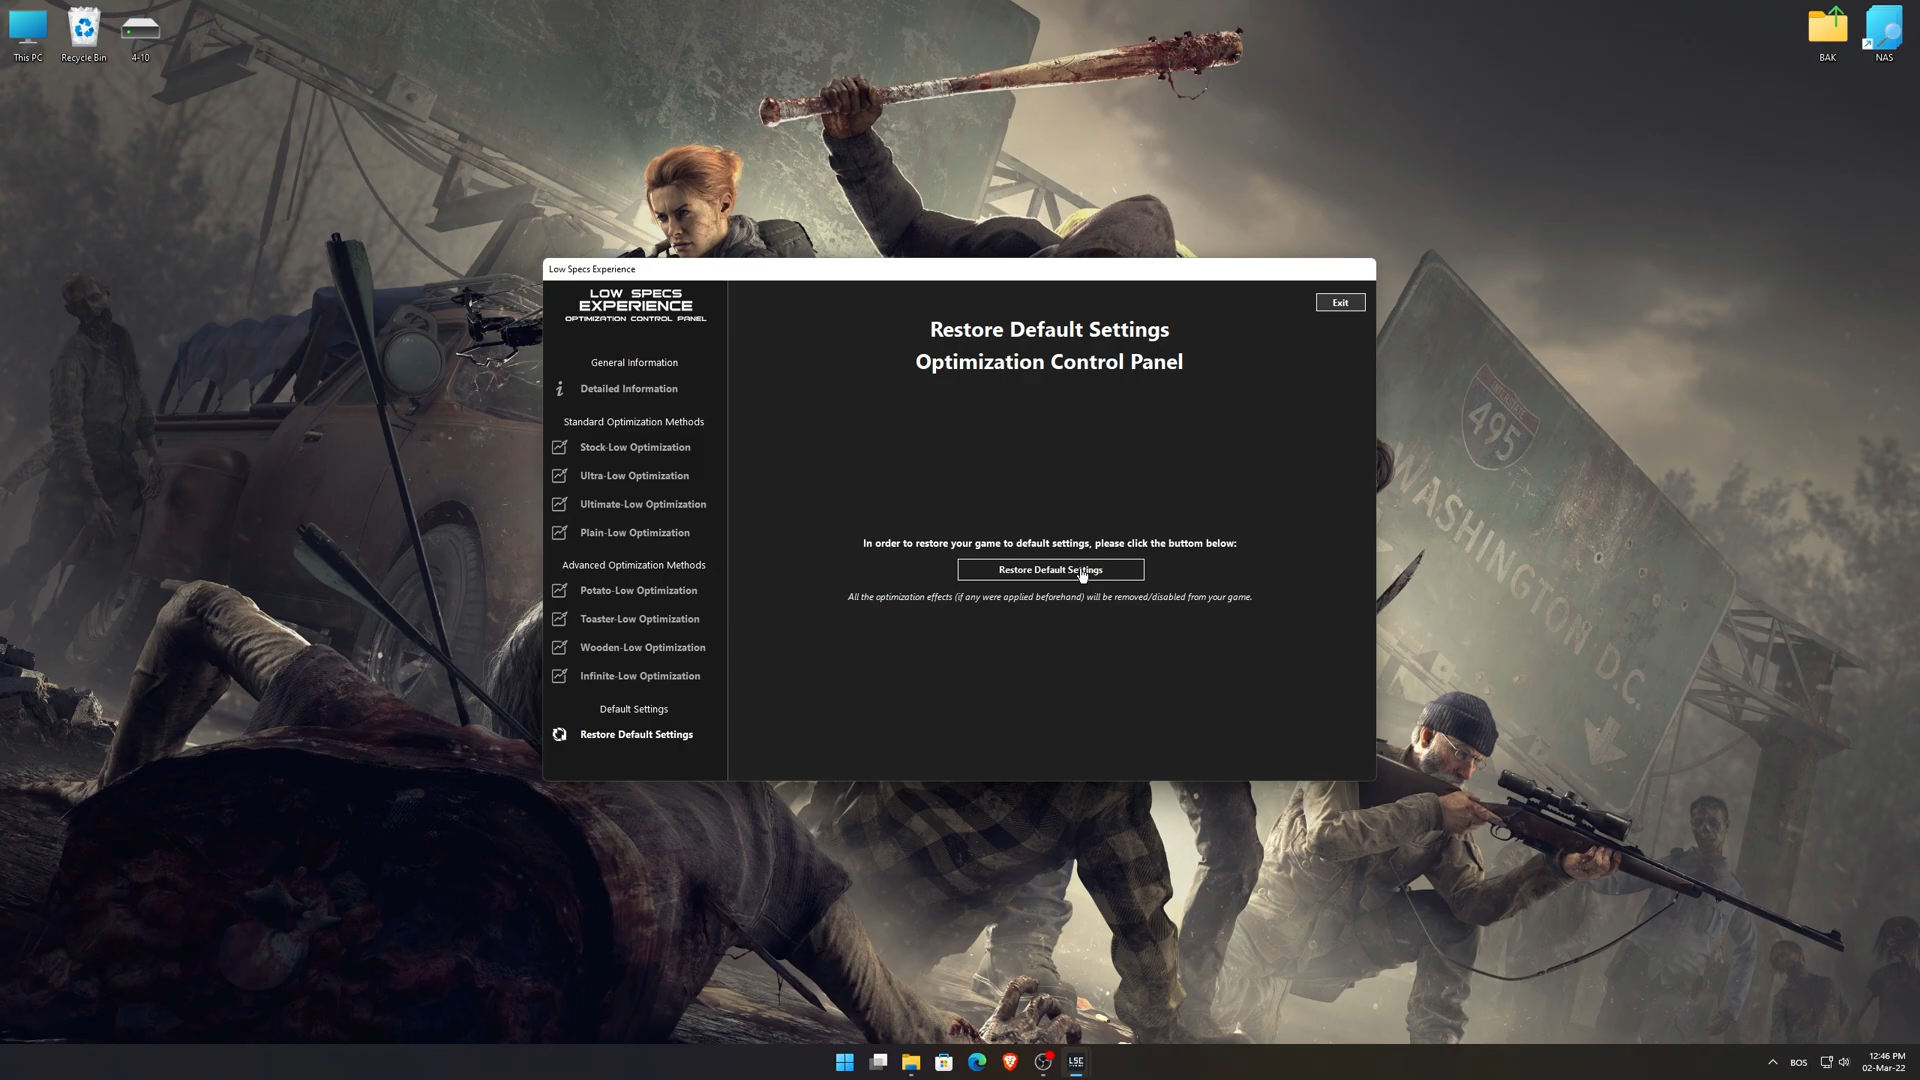 This PC
Recycle Bin
4-10
BAK
NAS
INTERSTATE
495
WASHINGTON D.C.
Low Specs Experience
LOW SPECS
EXPERIENCE
OPTIMIZATION CONTROL PANEL
General Information
Detailed Information
Standard Optimization Methods
Stock-Low Optimization
Ultra-Low Optimization
Ultimate-Low Optimization
Plain-Low Optimization
Advanced Optimization Methods
Potato-Low Optimization
Toaster-Low Optimization
Wooden-Low Optimization
Infinite-Low Optimization
Default Settings
Restore Default Settings
Exit
Restore Default Settings
Optimization Control Panel
In order to restore your game to default settings, please click the buttom below:
Restore Default Settings
All the optimization effects (if any were applied beforehand) will be removed/disabled from your game.
LSE
BOS
12:46 PM
02-Mar-22